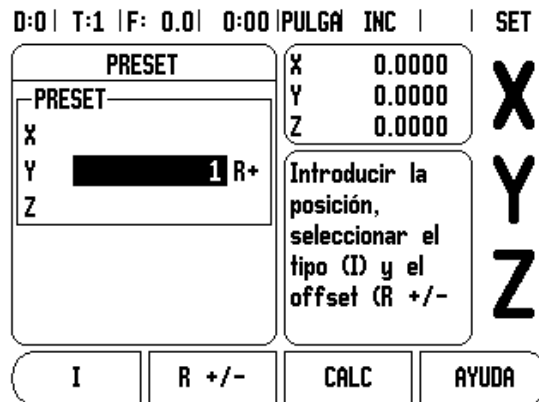 D:0 | T:1 | F: 0.0 | 0:00 | PULGA INC | | SET
PRESET
PRESET
X
Y 1 R+
Z
X 0.0000
Y 0.0000
Z 0.0000
Introducir la
posición,
seleccionar el
tipo (I) y el
offset (R +/-
X
Y
Z
I
R +/-
CALC
AYUDA